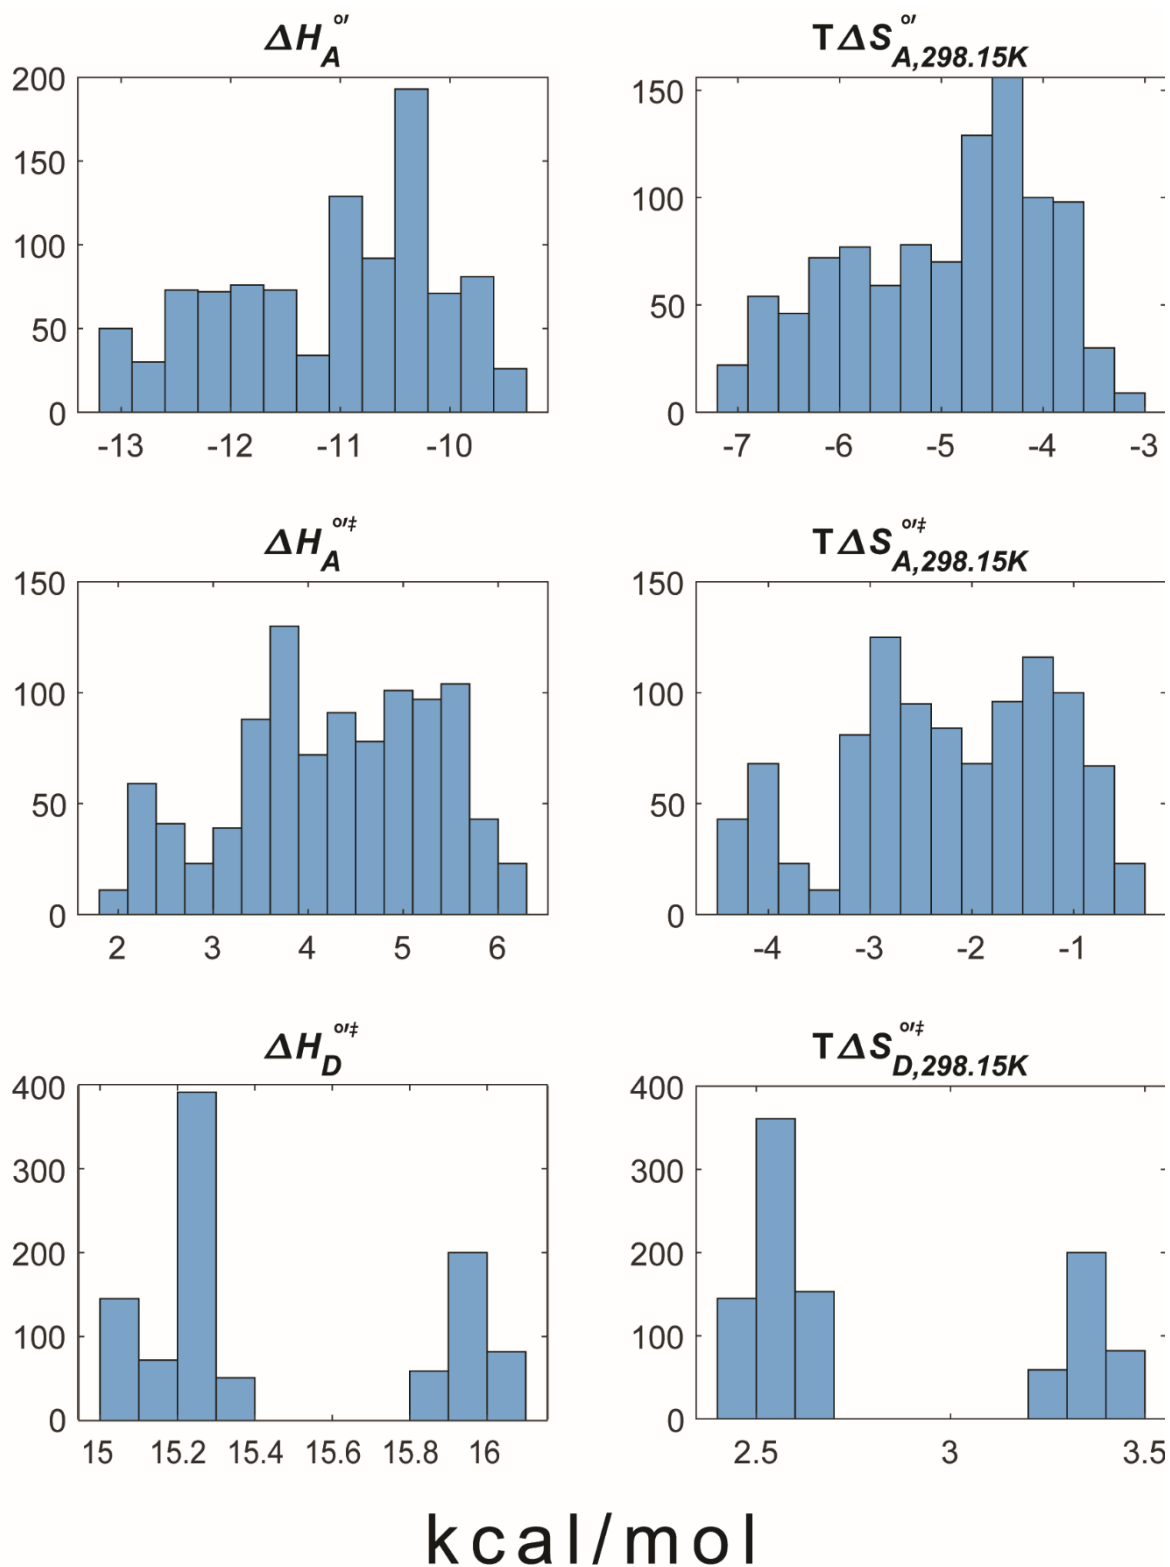 ΔH_A^o′
TΔS_A,298.15K^o′
200
150
100
50
0
-13 -12 -11 -10
150
100
50
0
-7 -6 -5 -4 -3
ΔH_A^o′‡
TΔS_A,298.15K^o′‡
150
100
50
0
2 3 4 5 6
150
100
50
0
-4 -3 -2 -1
ΔH_D^o′‡
TΔS_D,298.15K^o′‡
400
300
200
100
0
15 15.2 15.4 15.6 15.8 16
400
300
200
100
0
2.5 3 3.5
kcal/mol